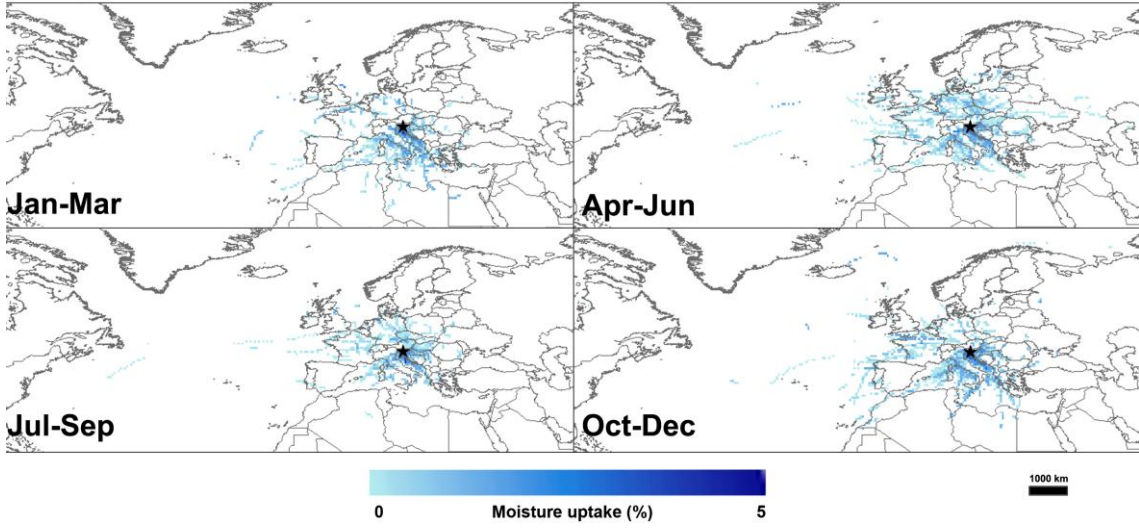 Jan-Mar
Apr-Jun
Jul-Sep
Oct-Dec
1000 km
0 Moisture uptake (%) 5